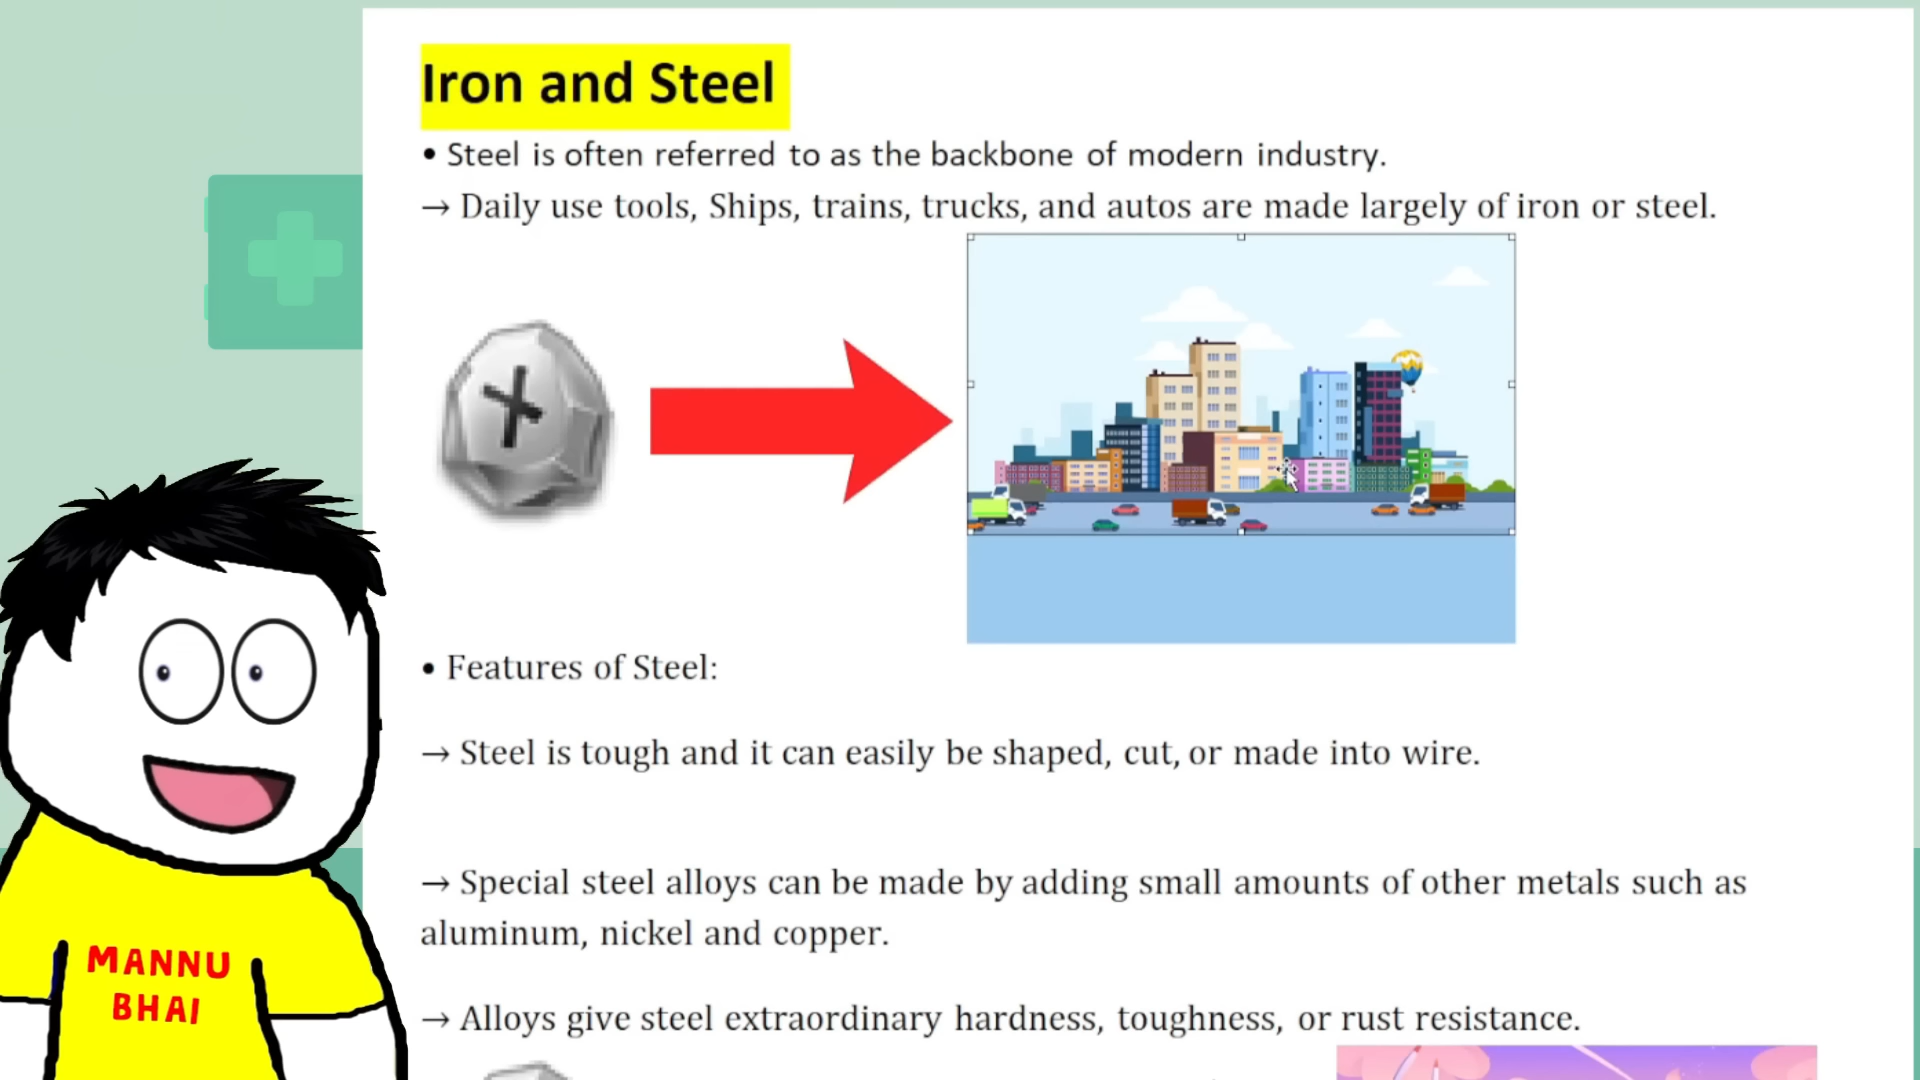 Iron and Steel
• Steel is often referred to as the backbone of modern industry.
→ Daily use tools, Ships, trains, trucks, and autos are made largely of iron or steel.
• Features of Steel:
→ Steel is tough and it can easily be shaped, cut, or made into wire.
→ Special steel alloys can be made by adding small amounts of other metals such as
aluminum, nickel and copper.
→ Alloys give steel extraordinary hardness, toughness, or rust resistance.
MANNU
BHAI